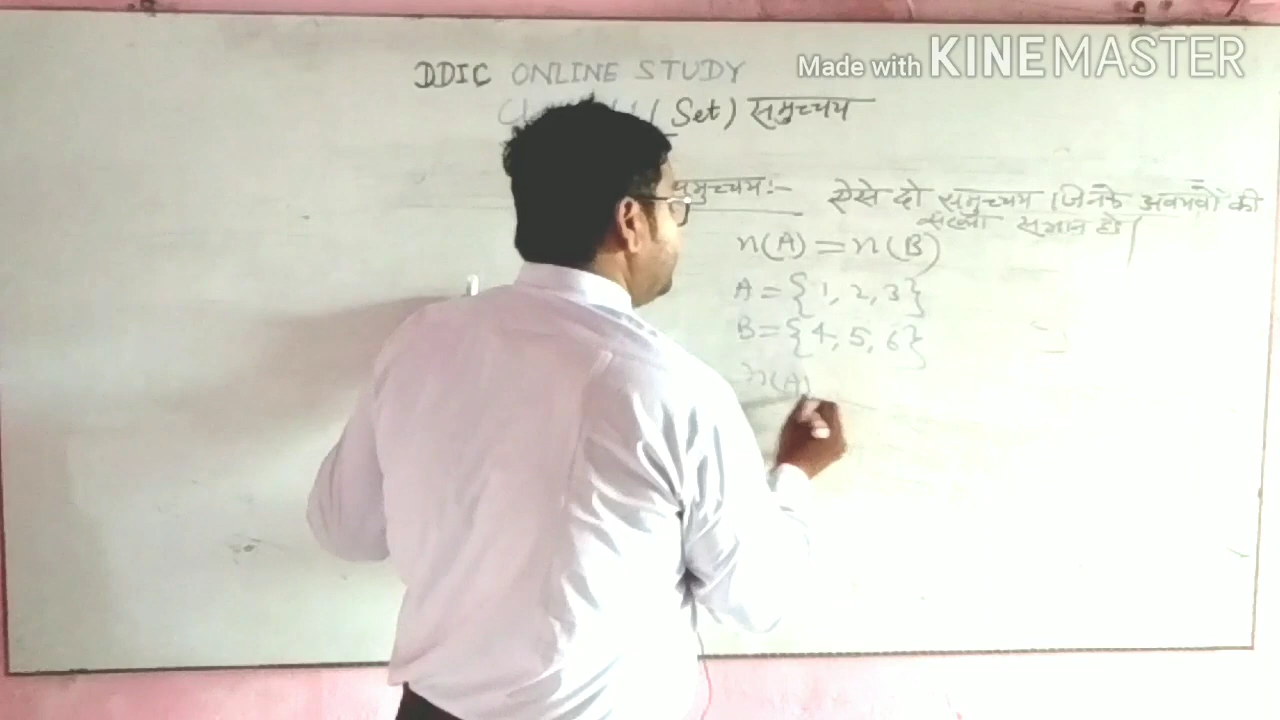 Made with KINEMASTER
DDIC ONLINE STUDY
(Set) समुच्चय
समुच्चय :- ऐसे दो समुच्चय जिनके अवयवों की
संख्या समान हो।
n(A) = n(B)
A = {1, 2, 3}
B = {4, 5, 6}
n(A)